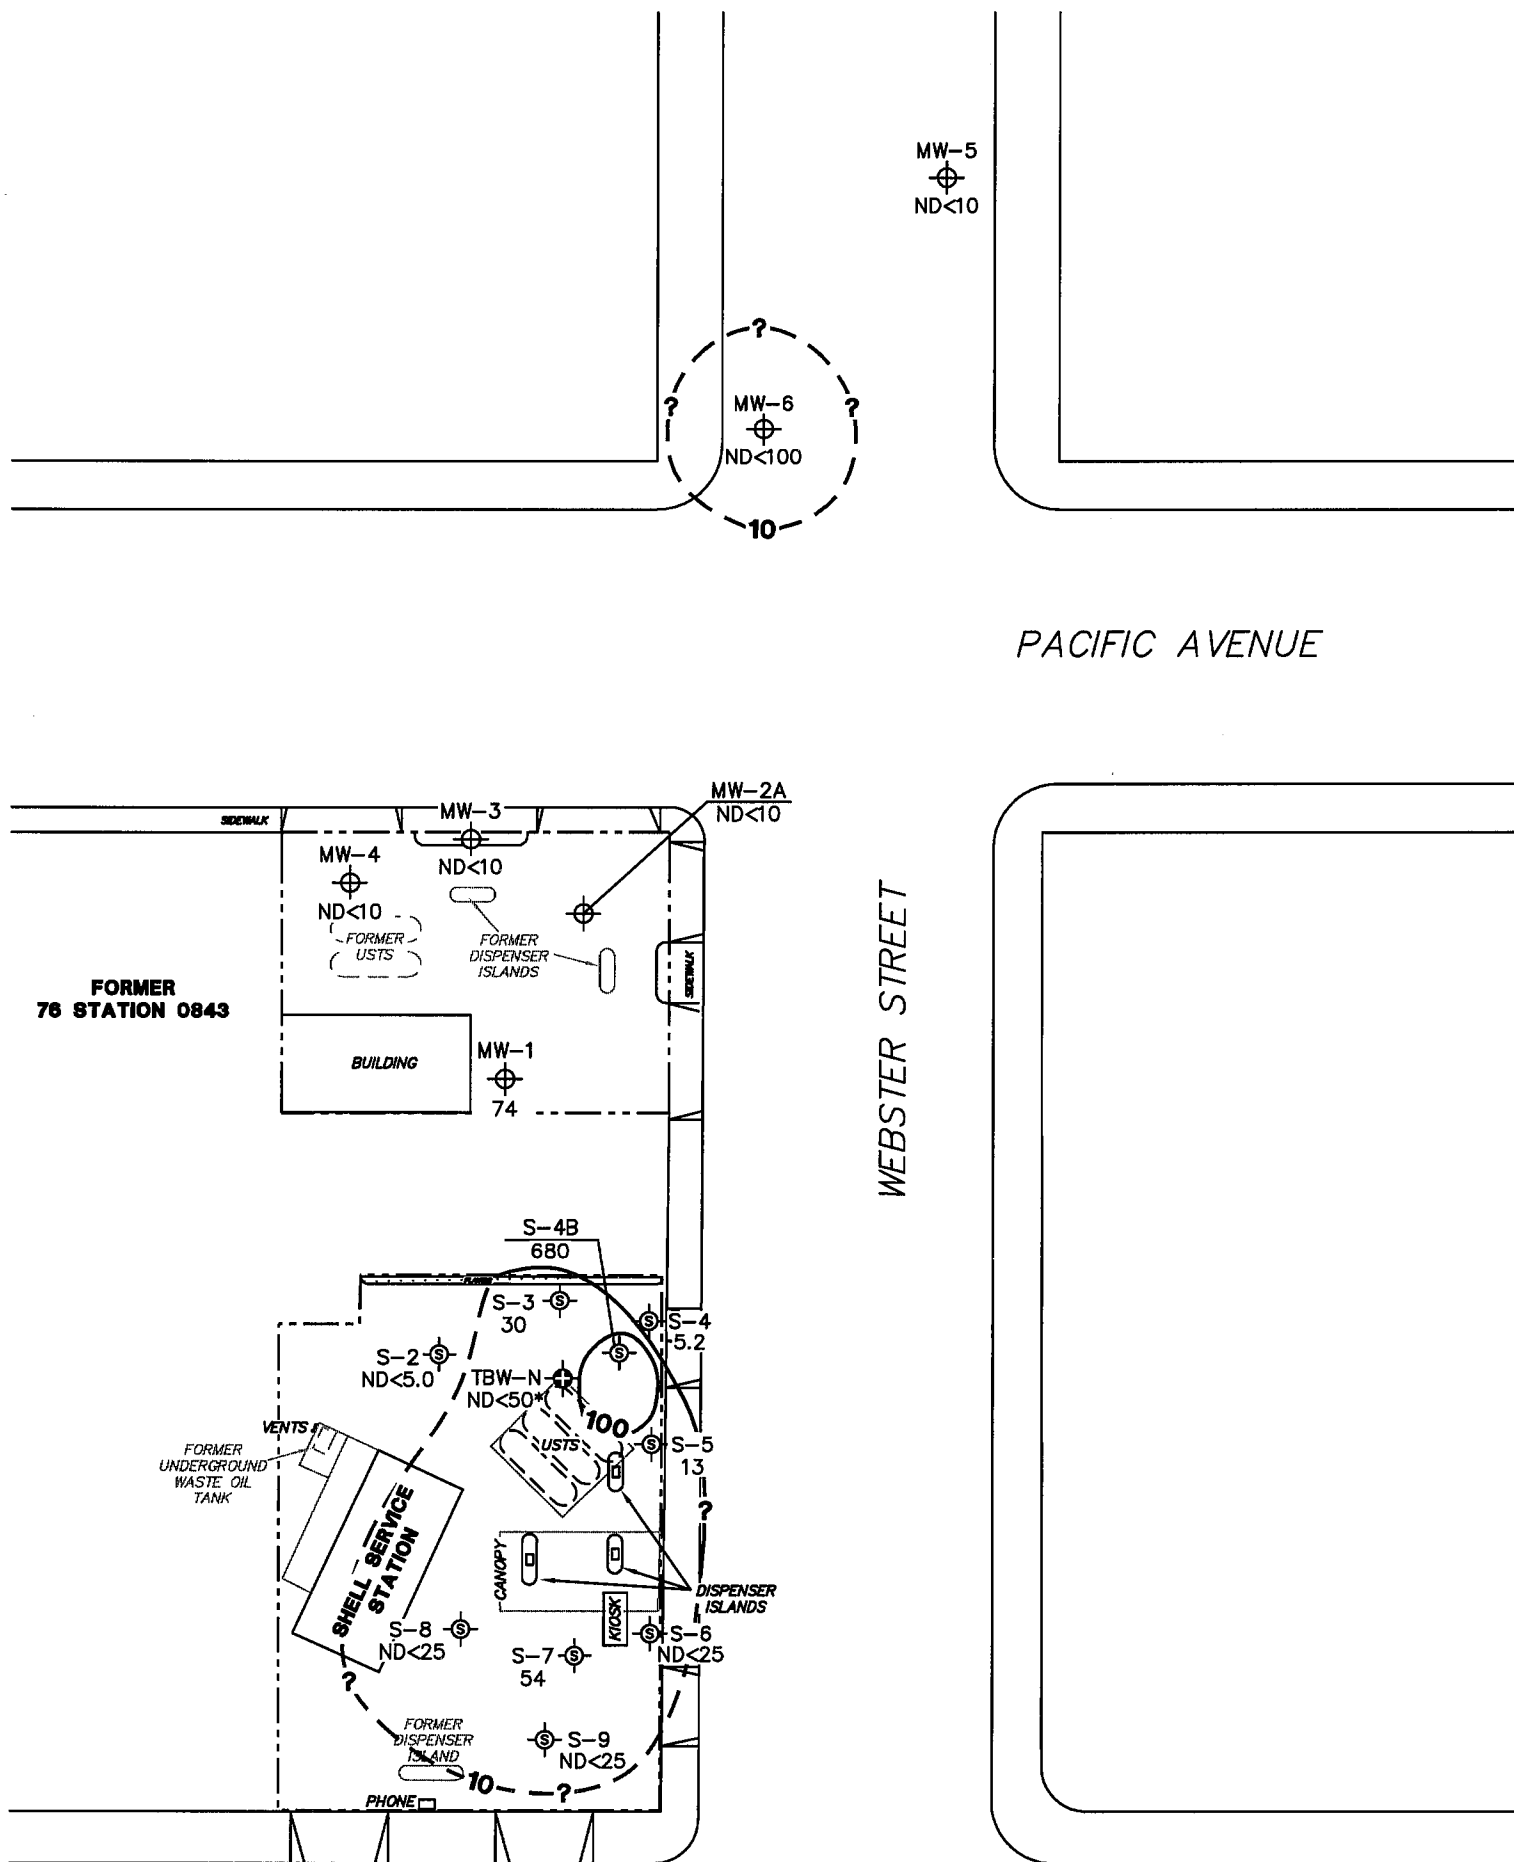 MW-5
ND<10
?
?
?
MW-6
ND<100
10
PACIFIC AVENUE
MW-2A
ND<10
SIDEWALK
MW-3
ND<10
MW-4
ND<10
FORMER
USTS
FORMER
DISPENSER
ISLANDS
SIDEWALK
WEBSTER STREET
FORMER
76 STATION 0843
BUILDING
MW-1
74
S-4B
680
PLANTER
S-3
30
S-4
5.2
S-2
ND<5.0
TBW-N
ND<50*
100
USTS
S-5
13
VENTS
FORMER
UNDERGROUND
WASTE OIL
TANK
?
SHELL SERVICE
STATION
CANOPY
KIOSK
DISPENSER
ISLANDS
S-8
ND<25
S-7
54
S-6
ND<25
?
FORMER
DISPENSER
ISLAND
S-9
ND<25
10
?
PHONE
S
S
S
S
S
S
S
S
S